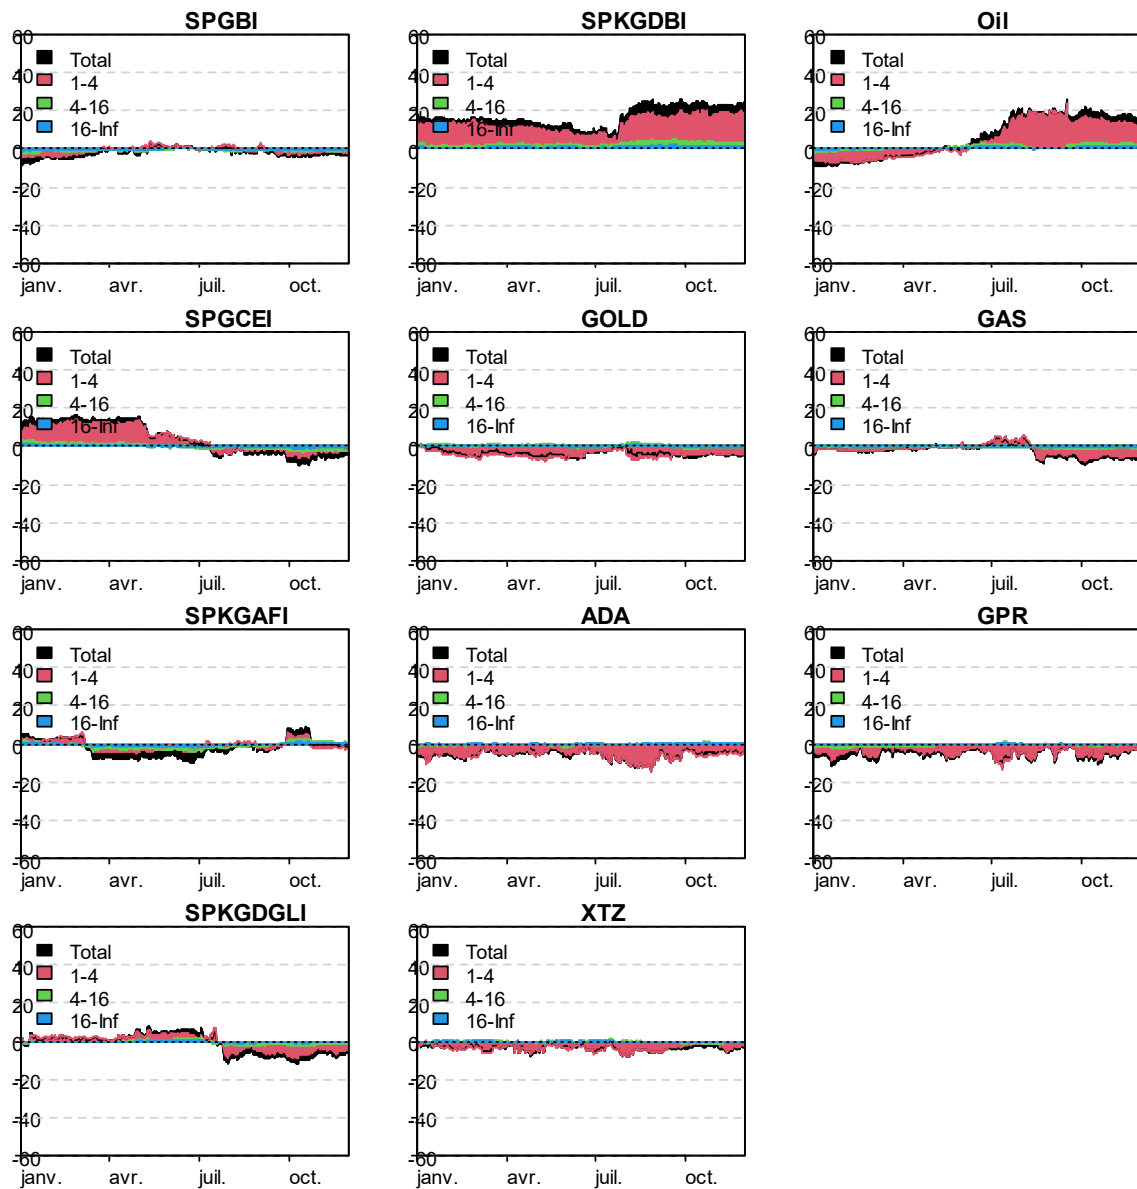 SPGBI
60
40
20
0
-20
-40
-60
Total
1-4
4-16
16-Inf
janv. avr. juil. oct.
SPKGDBI
60
40
20
0
-20
-40
-60
Total
1-4
4-16
16-Inf
janv. avr. juil. oct.
Oil
60
40
20
0
-20
-40
-60
Total
1-4
4-16
16-Inf
janv. avr. juil. oct.
SPGCEI
60
40
20
0
-20
-40
-60
Total
1-4
4-16
16-Inf
janv. avr. juil. oct.
GOLD
60
40
20
0
-20
-40
-60
Total
1-4
4-16
16-Inf
janv. avr. juil. oct.
GAS
60
40
20
0
-20
-40
-60
Total
1-4
4-16
16-Inf
janv. avr. juil. oct.
SPKGAFI
60
40
20
0
-20
-40
-60
Total
1-4
4-16
16-Inf
janv. avr. juil. oct.
ADA
60
40
20
0
-20
-40
-60
Total
1-4
4-16
16-Inf
janv. avr. juil. oct.
GPR
60
40
20
0
-20
-40
-60
Total
1-4
4-16
16-Inf
janv. avr. juil. oct.
SPKGDGLI
60
40
20
0
-20
-40
-60
Total
1-4
4-16
16-Inf
janv. avr. juil. oct.
XTZ
60
40
20
0
-20
-40
-60
Total
1-4
4-16
16-Inf
janv. avr. juil. oct.